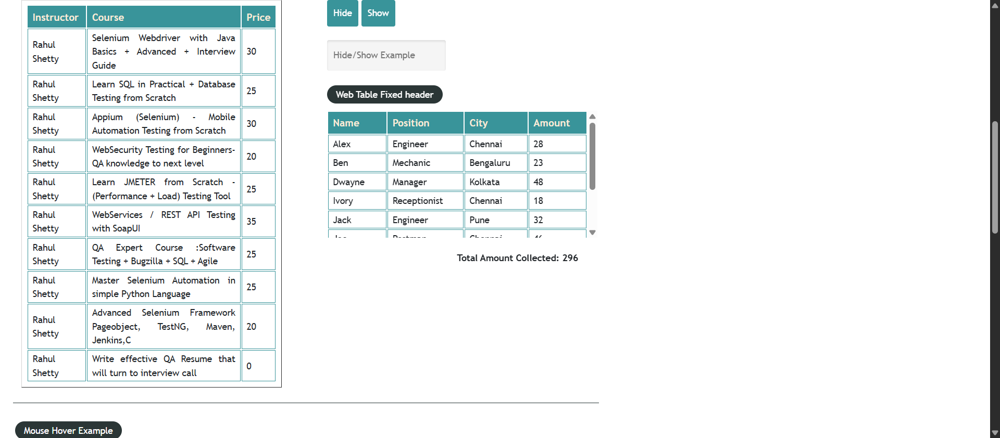 Instructor Course Price
Rahul Shetty Selenium Webdriver with Java Basics + Advanced + Interview Guide 30
Rahul Shetty Learn SQL in Practical + Database Testing from Scratch 25
Rahul Shetty Appium (Selenium) - Mobile Automation Testing from Scratch 30
Rahul Shetty WebSecurity Testing for Beginners-QA knowledge to next level 20
Rahul Shetty Learn JMETER from Scratch - (Performance + Load) Testing Tool 25
Rahul Shetty WebServices / REST API Testing with SoapUI 35
Rahul Shetty QA Expert Course :Software Testing + Bugzilla + SQL + Agile 25
Rahul Shetty Master Selenium Automation in simple Python Language 25
Rahul Shetty Advanced Selenium Framework Pageobject, TestNG, Maven, Jenkins,C 20
Rahul Shetty Write effective QA Resume that will turn to interview call 0
Hide Show
Hide/Show Example
Web Table Fixed header
Name Position City Amount
Alex Engineer Chennai 28
Ben Mechanic Bengaluru 23
Dwayne Manager Kolkata 48
Ivory Receptionist Chennai 18
Jack Engineer Pune 32
Total Amount Collected: 296
Mouse Hover Example